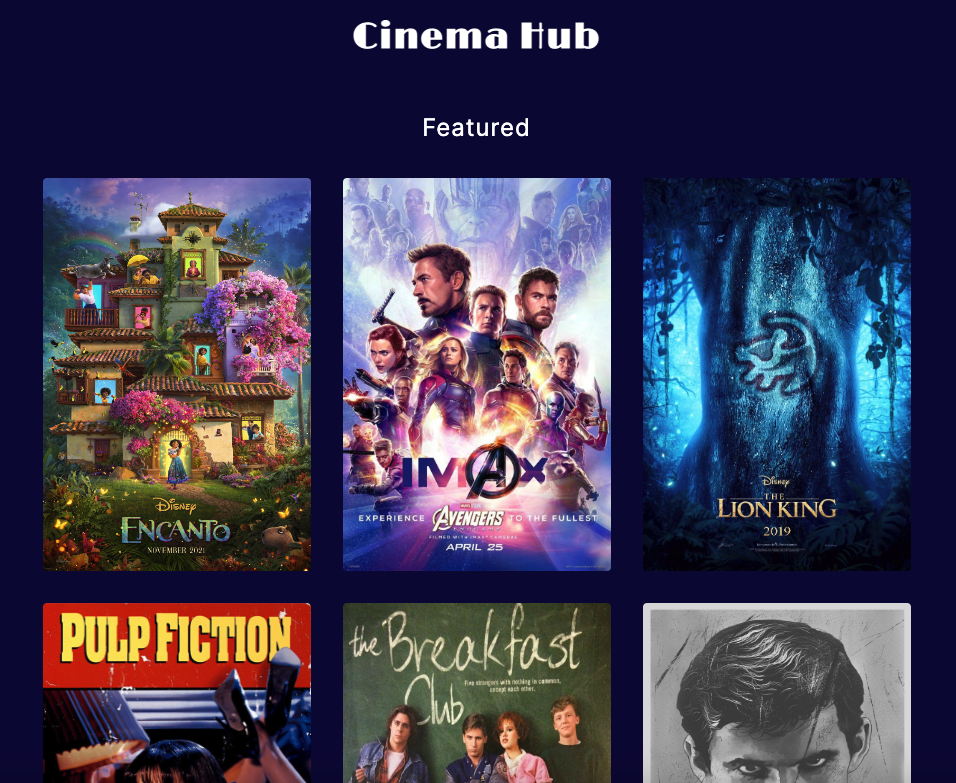 Cinema Hub
Featured
DISNEY
ENCANTO
NOVEMBER 2021
IMAX
EXPERIENCE AVENGERS TO THE FULLEST
FILMED WITH IMAX CAMERAS
APRIL 25
DISNEY
THE
LION KING
2019
PULP FICTION
the Breakfast
Five strangers with nothing in common,
except each other.
Club